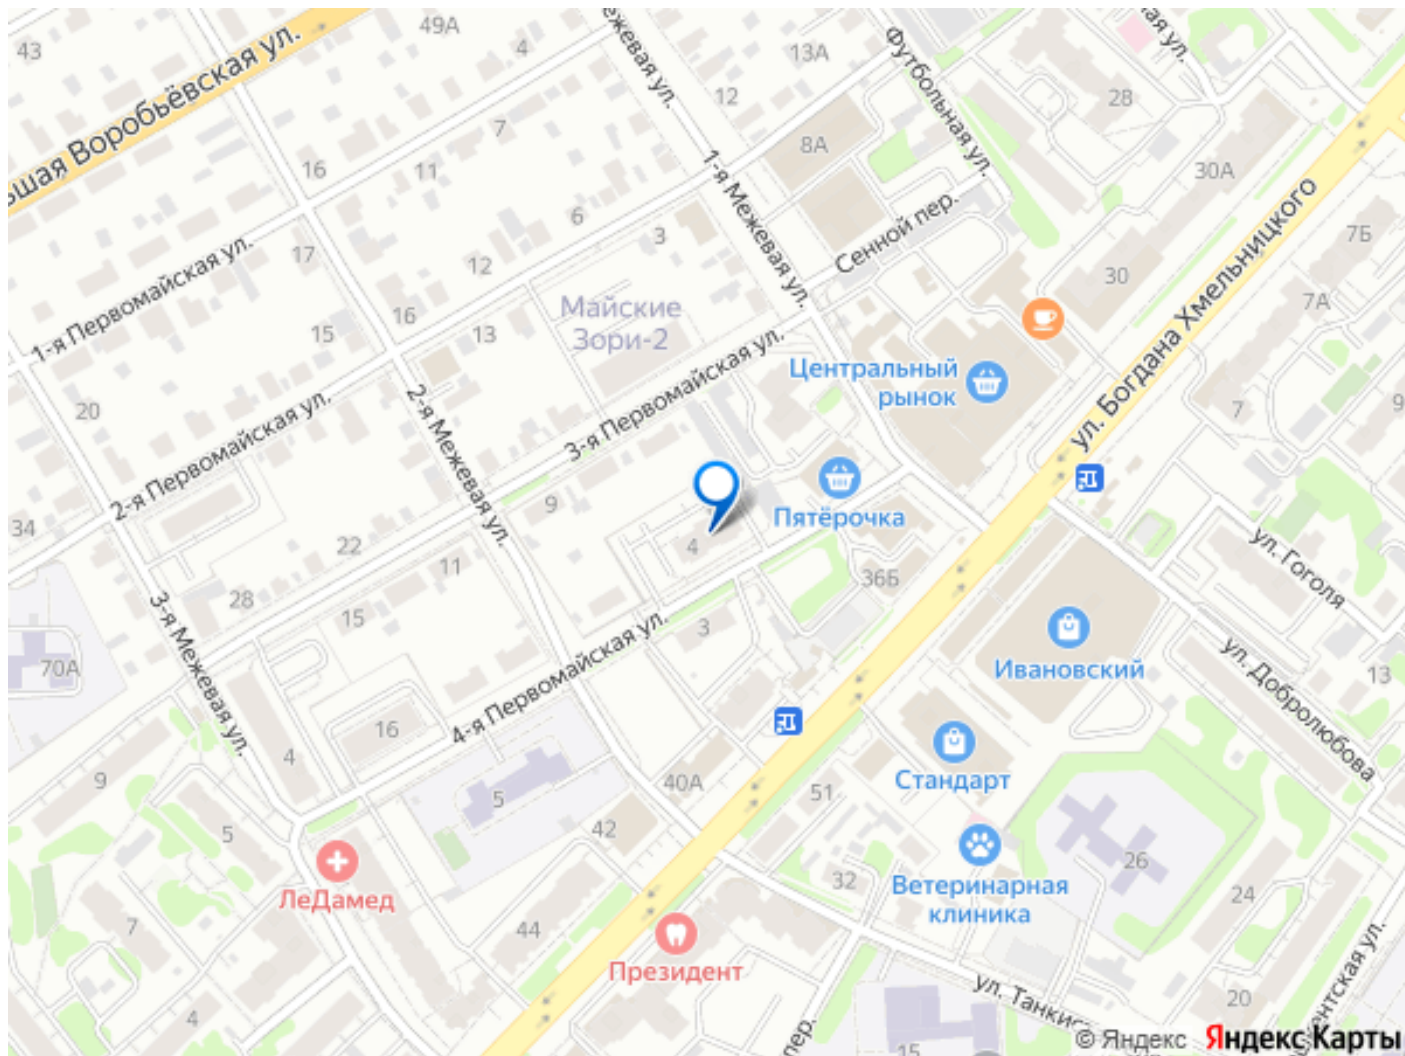 43
49А
4
13А
Большая Воробьёвская ул.
1-я Межевая ул.
12
7
16
11
8А
Футбольная ул.
28
30А
7Б
7А
30
Сенной пер.
1-я Межевая ул.
6
3
12
17
1-я Первомайская ул.
15
16
13
Майские
Зори-2
20
2-я Первомайская ул.
2-я Межевая ул.
3-я Первомайская ул.
Центральный
рынок
ул. Богдана Хмельницкого
7
9
34
22
9
11
28
15
4
Пятёрочка
36Б
ул. Гоголя
70А
3-я Межевая ул.
4-я Первомайская ул.
3
Ивановский
ул. Добролюбова
13
16
4
9
5
5
40А
42
51
Стандарт
ЛеДамед
7
44
32
Ветеринарная
клиника
26
24
Президент
4
пер.
15
ул. Танкис
20
© Яндекс Яндекс Карты